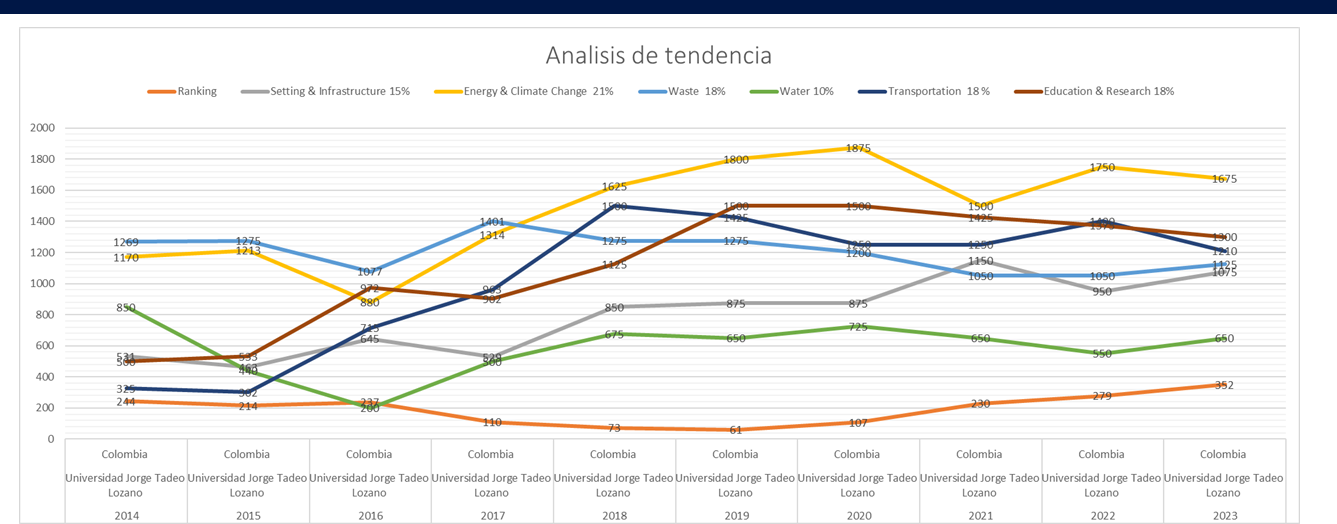 Analisis de tendencia
Ranking Setting & Infrastructure 15% Energy & Climate Change 21% Waste 18% Water 10% Transportation 18 % Education & Research 18%
2000
1800
1600
1400
1200
1000
800
600
400
200
0
1269 1275 1077 1401 1275 1275 1200 1050 1050 1125
1170 1213 880 1314 1625 1800 1875 1500 1750 1675
850 440 200 500 675 650 725 650 550 650
531 463 645 529 850 875 875 1150 950 1075
500 533 972 902 1125 1500 1500 1425 1375 1300
325 302 713 963 1500 1425 1250 1250 1400 1210
244 214 237 110 73 61 107 230 279 352
Colombia Colombia Colombia Colombia Colombia Colombia Colombia Colombia Colombia Colombia
Universidad Jorge Tadeo Universidad Jorge Tadeo Universidad Jorge Tadeo Universidad Jorge Tadeo Universidad Jorge Tadeo Universidad Jorge Tadeo Universidad Jorge Tadeo Universidad Jorge Tadeo Universidad Jorge Tadeo Universidad Jorge Tadeo
Lozano Lozano Lozano Lozano Lozano Lozano Lozano Lozano Lozano Lozano
2014 2015 2016 2017 2018 2019 2020 2021 2022 2023